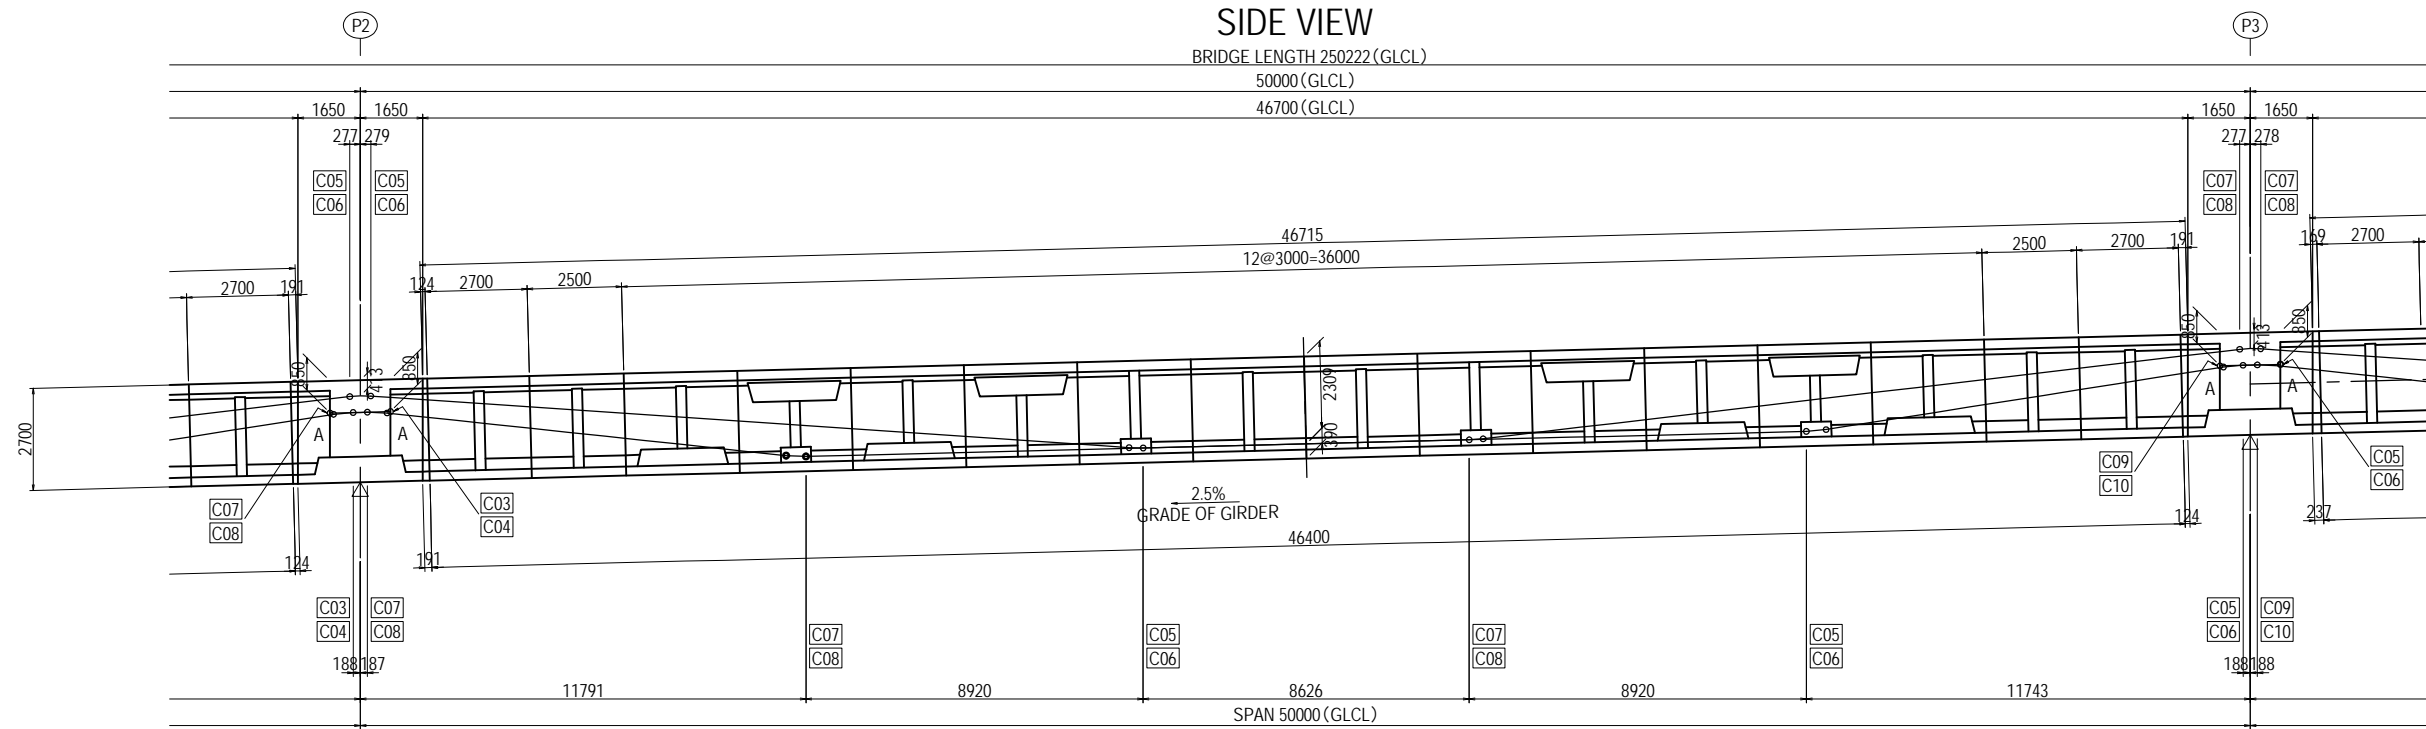 SIDE VIEW
P2
P3
BRIDGE LENGTH 250222(GLCL)
50000(GLCL)
1650 1650 46700(GLCL) 1650 1650
277 279 277 278
C05 C05 C07 C07
C06 C06 C08 C08
46715
12@3000=36000
2700 191 124 2700 2500 2500 2700 191 169 2700
850 413 850 850 413 850
2700
2309
390
A A A A
C07 C03 C09 C05
C08 C04 C10 C06
2.5%
GRADE OF GIRDER
124 191 46400 124 237
C03 C07 C05 C09
C04 C08 C06 C10
C07 C05 C07 C05
C08 C06 C08 C06
188 187 188 188
11791 8920 8626 8920 11743
SPAN 50000(GLCL)